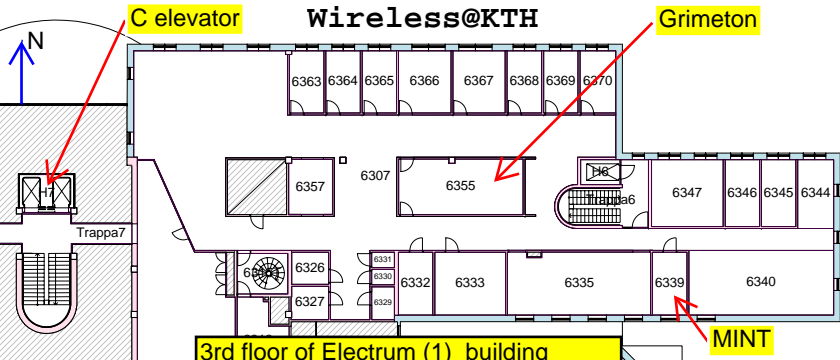 C elevator
Wireless@KTH
Grimeton
N
6363 6364 6365 6366 6367 6368 6369 6370
H7
6357
6307
6355
H6
6347 6346 6345 6344
Trappa6
Trappa7
6326
6331
6330
6332 6333 6335 6339 6340
6327
6329
MINT
3rd floor of Electrum (1) building